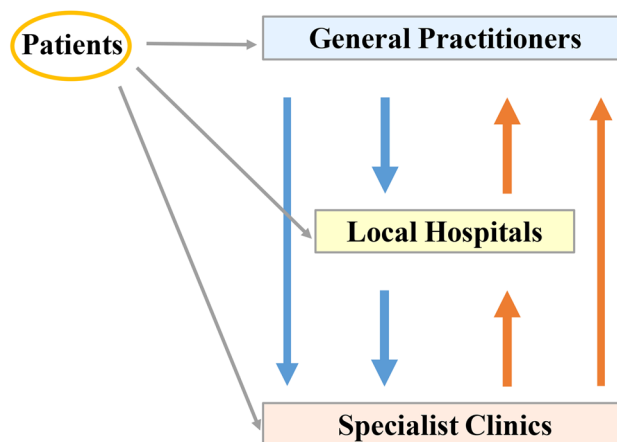 Patients
General Practitioners
Local Hospitals
Specialist Clinics